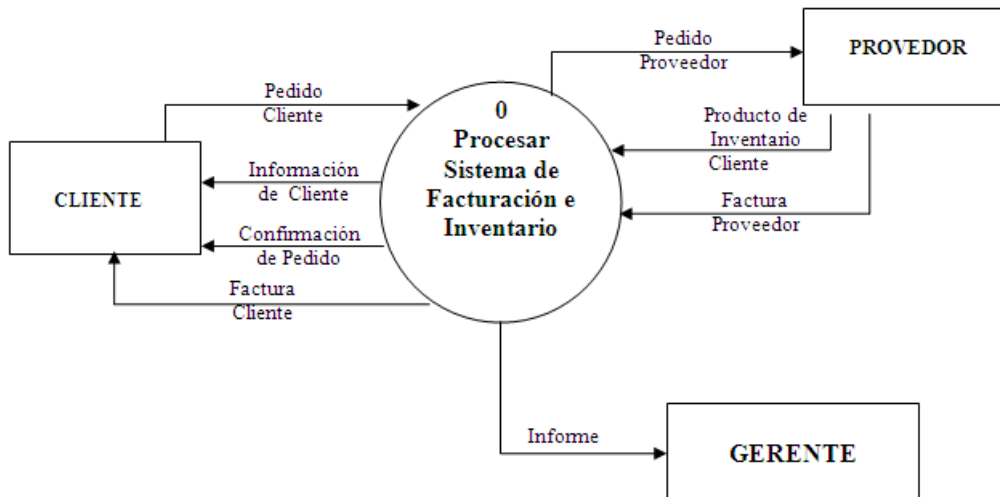 Pedido
Proveedor
PROVEDOR
Pedido
Cliente
0
Procesar
Sistema de
Facturación e
Inventario
Producto de
Inventario
Cliente
CLIENTE
Información
de Cliente
Factura
Proveedor
Confirmación
de Pedido
Factura
Cliente
Informe
GERENTE